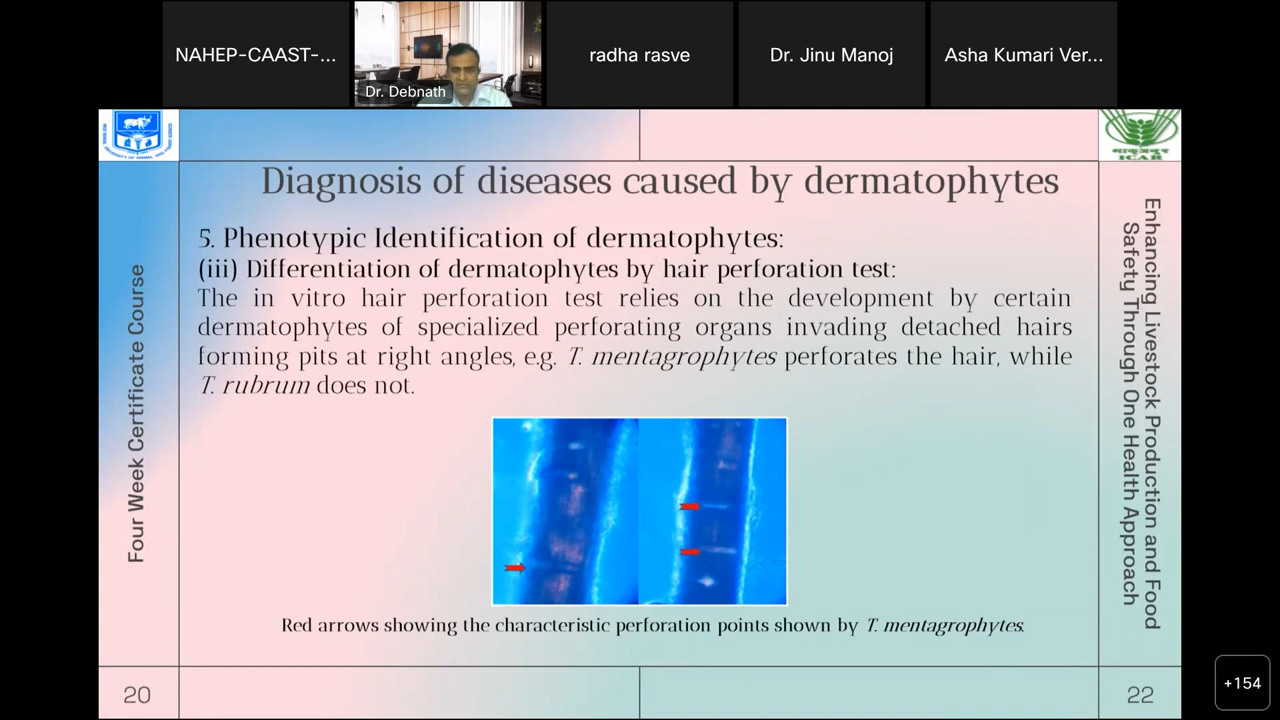 NAHEP-CAAST-...
Dr. Debnath
radha rasve
Dr. Jinu Manoj
Asha Kumari Ver...
ICAR
Diagnosis of diseases caused by dermatophytes
5. Phenotypic Identification of dermatophytes:
(iii) Differentiation of dermatophytes by hair perforation test:
The in vitro hair perforation test relies on the development by certain
dermatophytes of specialized perforating organs invading detached hairs
forming pits at right angles, e.g. T. mentagrophytes perforates the hair, while
T. rubrum does not.
Red arrows showing the characteristic perforation points shown by T. mentagrophytes.
Four Week Certificate Course
Enhancing Livestock Production and Food
Safety Through One Health Approach
20
22
+154